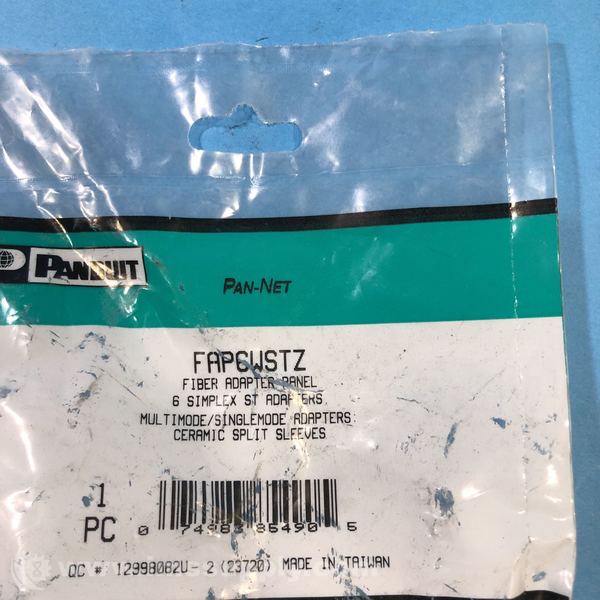 PANDUIT
PAN-NET
FAP6WSTZ
FIBER ADAPTER PANEL
6 SIMPLEX ST ADAPTERS,
MULTIMODE/SINGLEMODE ADAPTERS:
CERAMIC SPLIT SLEEVES
1
PC
0 74983 86490 5
QC # 12998082U-2 (23720) MADE IN TAIWAN